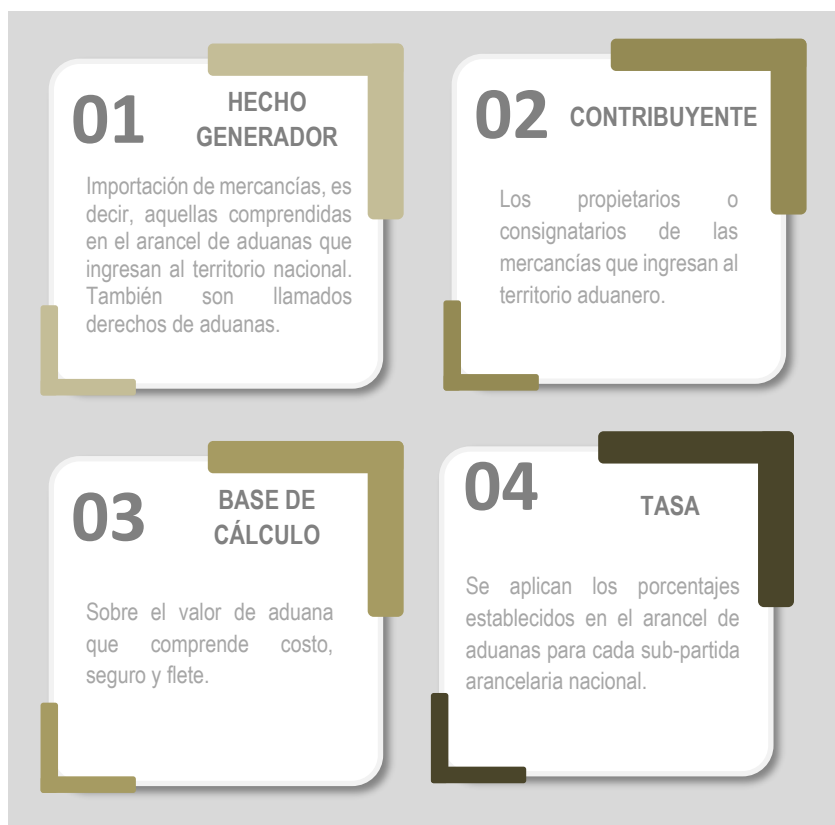 01
HECHO
GENERADOR
Importación de mercancías, es
decir, aquellas comprendidas
en el arancel de aduanas que
ingresan al territorio nacional.
También son llamados
derechos de aduanas.
02
CONTRIBUYENTE
Los propietarios o
consignatarios de las
mercancías que ingresan al
territorio aduanero.
03
BASE DE
CÁLCULO
Sobre el valor de aduana
que comprende costo,
seguro y flete.
04
TASA
Se aplican los porcentajes
establecidos en el arancel de
aduanas para cada sub-partida
arancelaria nacional.